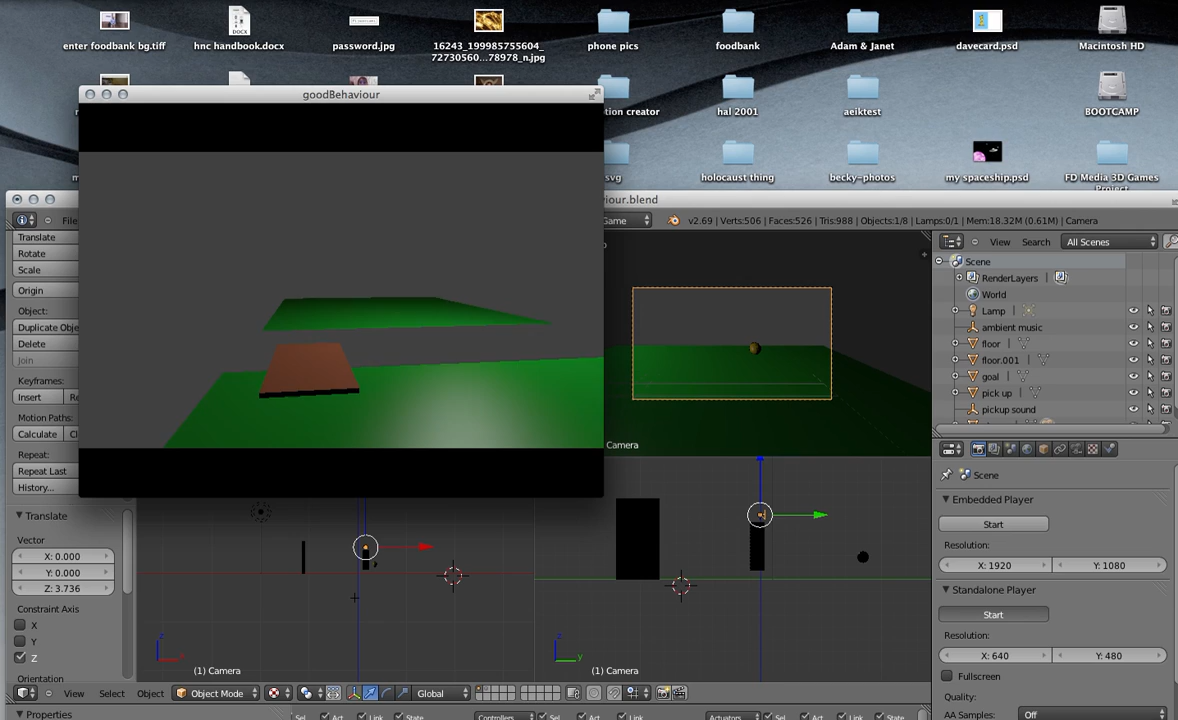 enter foodbank bg.tiff
hnc handbook.docx
password.jpg
16243_199985755604_
72730560...78978_n.jpg
phone pics
foodbank
Adam & Janet
davecard.psd
Macintosh HD
DOCX
tion creator
hal 2001
aeiktest
BOOTCAMP
svg
holocaust thing
becky-photos
my spaceship.psd
FD Media 3D Games
Project
goodBehaviour
iour.blend
File
Game
v2.69 | Verts:506 | Faces:526 | Tris:988 | Objects:1/8 | Lamps:0/1 | Mem:18.32M (0.61M) | Camera
Translate
Rotate
Scale
Origin
Object:
Duplicate Obje
Delete
Join
Keyframes:
Insert
Re
Motion Paths:
Calculate
Cl
Repeat:
Repeat Last
History...
Translate
Vector
X: 0.000
Y: 0.000
Z: 3.736
Constraint Axis
X
Y
Z
Orientation
Camera
(1) Camera
(1) Camera
z
x
z
y
View
Select
Object
Object Mode
Global
Properties
Sel
Act
Link
State
Controllers
Sel
Act
Link
Actuators
Sel
Act
Link
State
View
Search
All Scenes
Scene
RenderLayers
World
Lamp
ambient music
floor
floor.001
goal
pick up
pickup sound
Scene
Embedded Player
Start
Resolution:
X: 1920
Y: 1080
Standalone Player
Start
Resolution:
X: 640
Y: 480
Fullscreen
Quality:
AA Samples:
Off